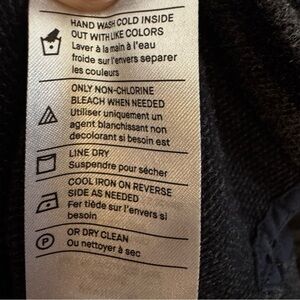 HAND WASH COLD INSIDE
OUT WITH LIKE COLORS
Laver à la main à l'eau
froide sur l'envers separer
les couleurs
ONLY NON-CHLORINE
BLEACH WHEN NEEDED
Utiliser uniquement un
agent blanchissant non
decolorant si besoin est
LINE DRY
Suspendre pour sécher
COOL IRON ON REVERSE
SIDE AS NEEDED
Fer tiède sur l'envers si
besoin
P
OR DRY CLEAN
Ou nettoyer à sec